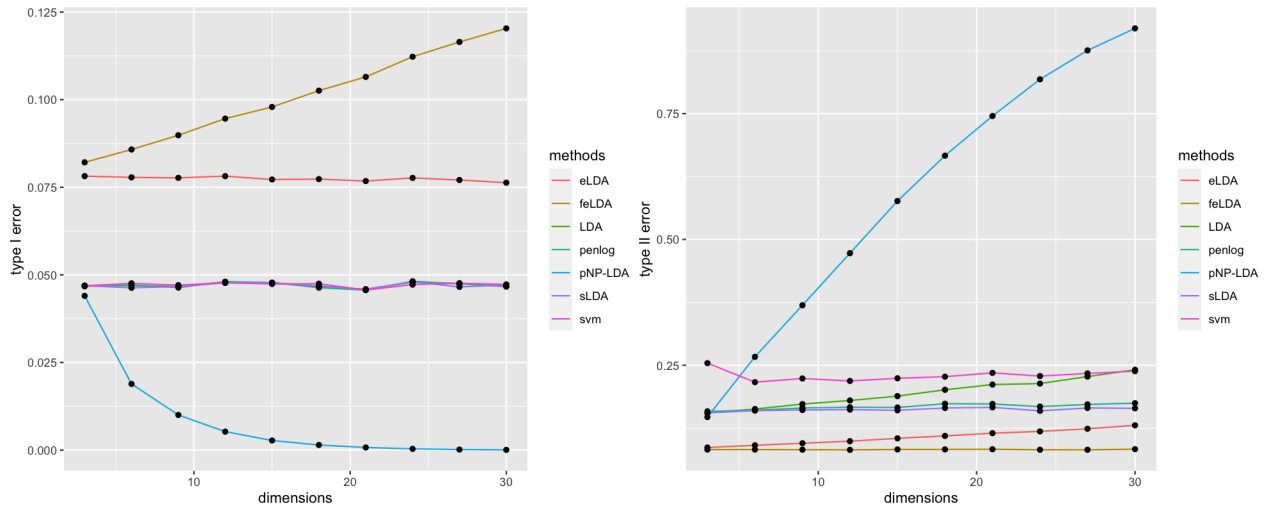 0.125
0.100
0.075
0.050
0.025
0.000
type I error
10
20
30
dimensions
methods
eLDA
feLDA
LDA
penlog
pNP-LDA
sLDA
svm
0.75
0.50
0.25
type II error
10
20
30
dimensions
methods
eLDA
feLDA
LDA
penlog
pNP-LDA
sLDA
svm